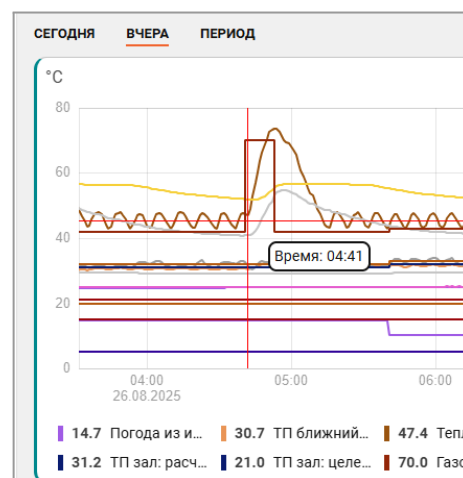 СЕГОДНЯ ВЧЕРА ПЕРИОД
°C
80
60
40
Время: 04:41
20
0
04:00 05:00 06:00
26.08.2025
14.7 Погода из и... 30.7 ТП ближний... 47.4 Теп
31.2 ТП зал: расч... 21.0 ТП зал: целе... 70.0 Газо